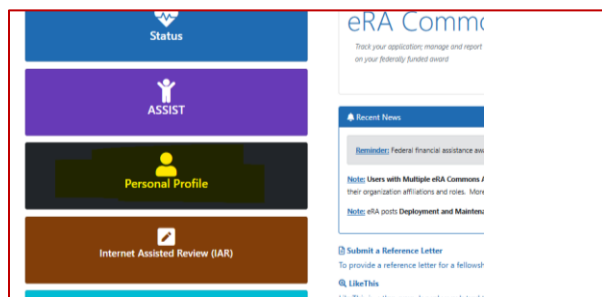 Status
ASSIST
Personal Profile
Internet Assisted Review (IAR)
eRA Commo
Track your application; manage and report
on your federally funded award
Recent News
Reminder: Federal financial assistance awa
Note: Users with Multiple eRA Commons A
their organization affiliations and roles. More
Note: eRA posts Deployment and Maintena
Submit a Reference Letter
To provide a reference letter for a fellowsh
LikeThis